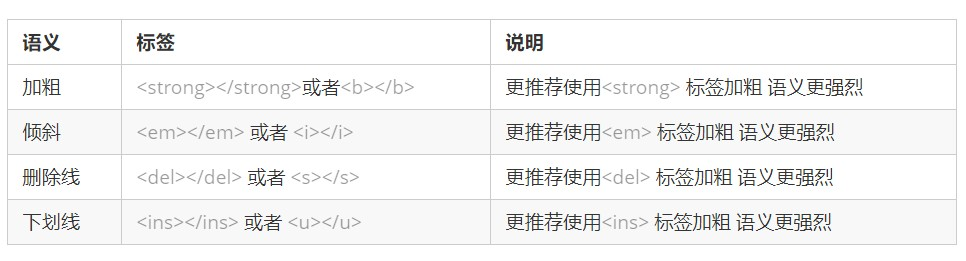 语义 标签 说明
加粗 <strong></strong>或者<b></b> 更推荐使用<strong> 标签加粗 语义更强烈
倾斜 <em></em> 或者 <i></i> 更推荐使用<em> 标签加粗 语义更强烈
删除线 <del></del> 或者 <s></s> 更推荐使用<del> 标签加粗 语义更强烈
下划线 <ins></ins> 或者 <u></u> 更推荐使用<ins> 标签加粗 语义更强烈